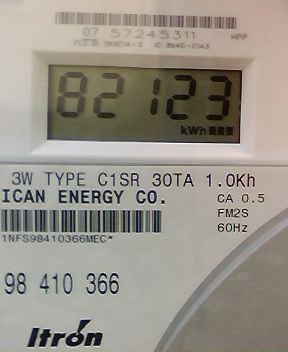 07 57245311 HPP
82123
kWh
3W TYPE C1SR 30TA 1.0Kh
ICAN ENERGY CO. CA 0.5
FM2S
1NFS98410366MEC* 60Hz
98 410 366
Itron